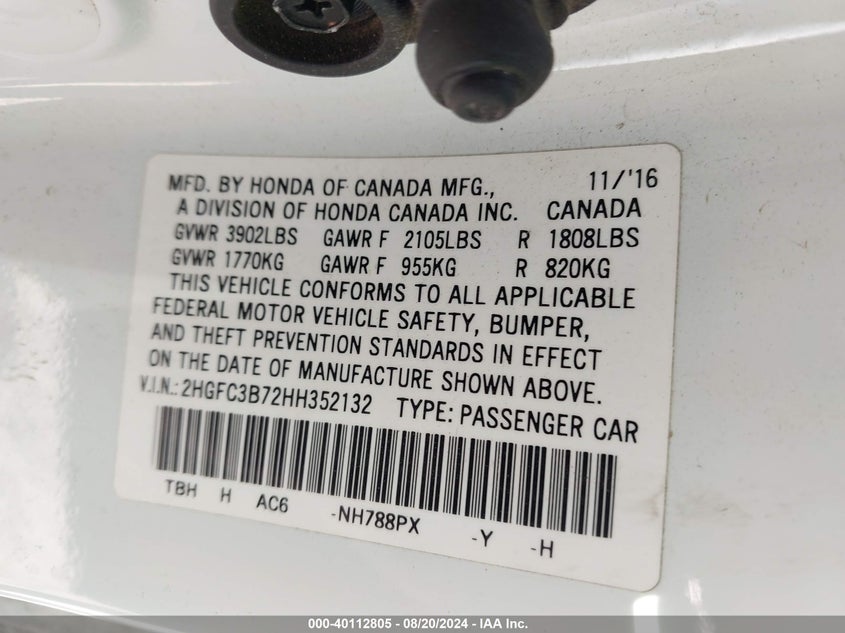 MFD. BY HONDA OF CANADA MFG., 11/'16
A DIVISION OF HONDA CANADA INC. CANADA
GVWR 3902LBS GAWR F 2105LBS R 1808LBS
GVWR 1770KG GAWR F 955KG R 820KG
THIS VEHICLE CONFORMS TO ALL APPLICABLE
FEDERAL MOTOR VEHICLE SAFETY, BUMPER,
AND THEFT PREVENTION STANDARDS IN EFFECT
ON THE DATE OF MANUFACTURE SHOWN ABOVE.
V.I.N.: 2HGFC3B72HH352132 TYPE: PASSENGER CAR
TBH H AC6 -NH788PX -Y -H
000-40112805 - 08/20/2024 - IAA Inc.